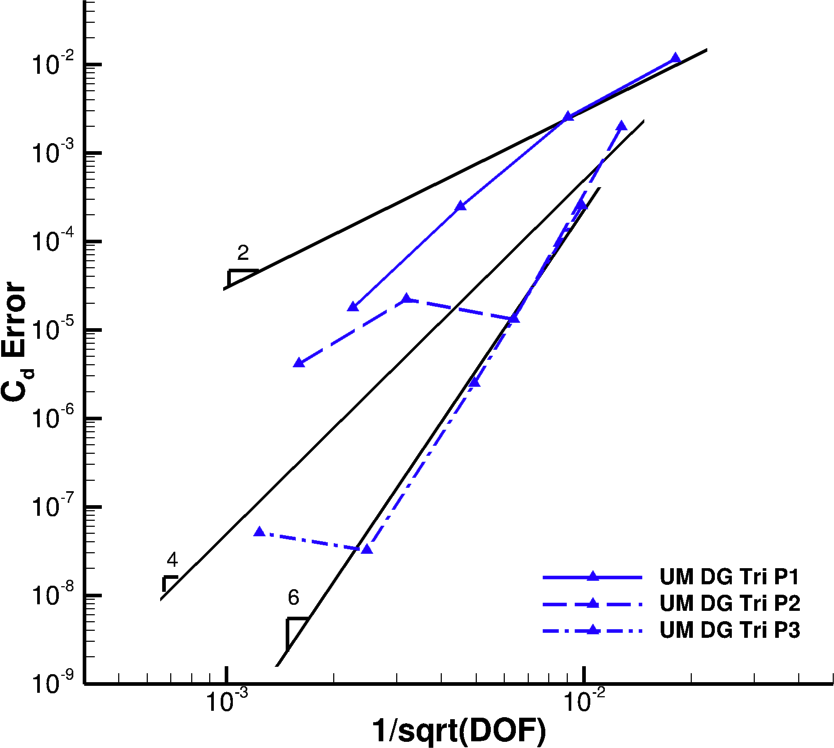 10-2
10-3
10-4
10-5
10-6
10-7
10-8
10-9
Cd Error
2
4
6
UM DG Tri P1
UM DG Tri P2
UM DG Tri P3
10-3
10-2
1/sqrt(DOF)